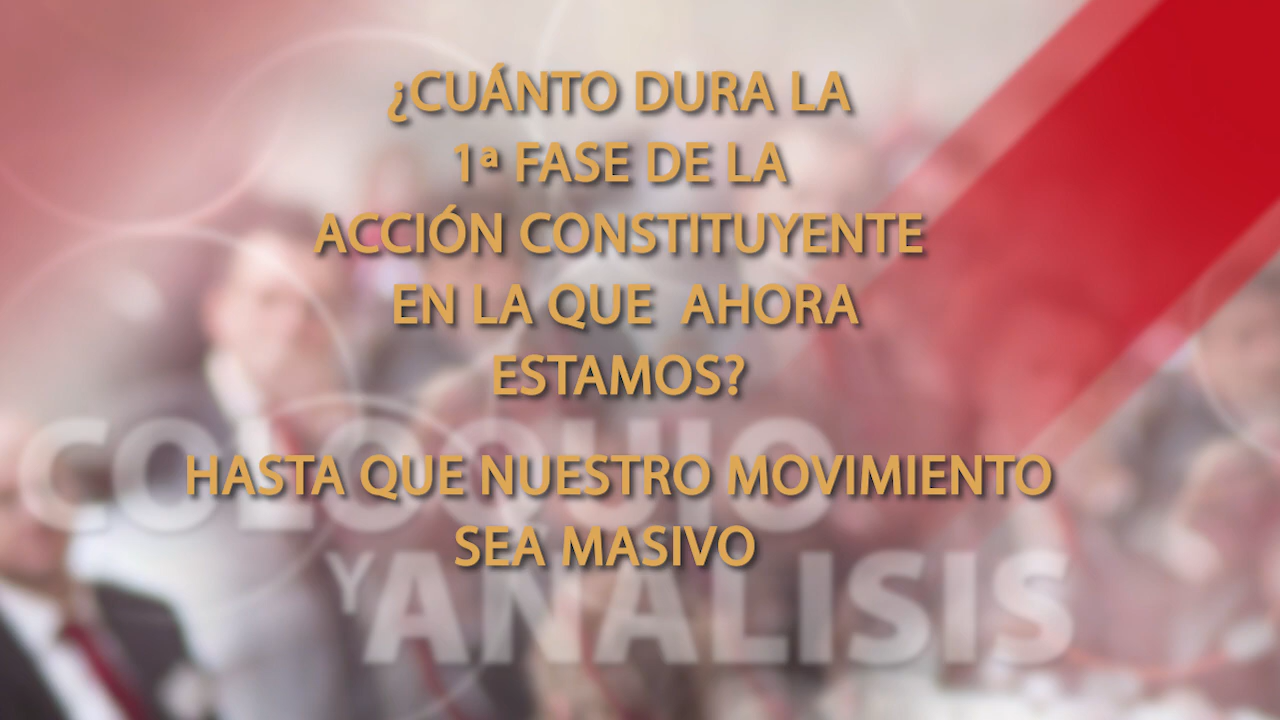 ¿CUÁNTO DURA LA
1ª FASE DE LA
ACCIÓN CONSTITUYENTE
EN LA QUE AHORA
ESTAMOS?
HASTA QUE NUESTRO MOVIMIENTO
SEA MASIVO
COLOQUIO
Y ANÁLISIS